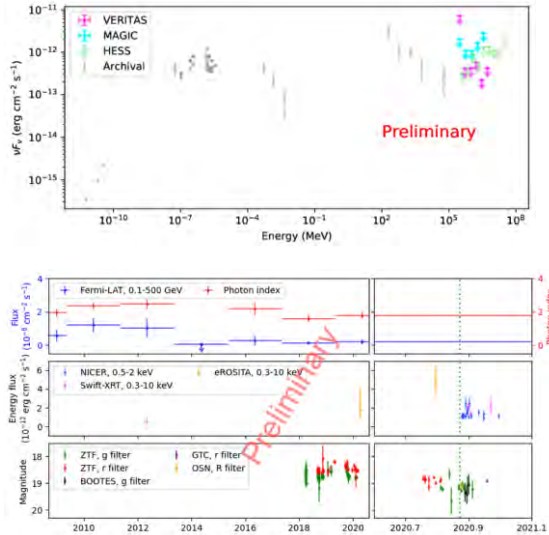 νFν (erg cm⁻² s⁻¹)
10⁻¹¹
10⁻¹²
10⁻¹³
10⁻¹⁴
10⁻¹⁵
VERITAS
MAGIC
HESS
Archival
Preliminary
10⁻¹⁰ 10⁻⁷ 10⁻⁴ 10⁻¹ 10² 10⁵ 10⁸
Energy (MeV)
Flux
(10⁻⁸ cm⁻² s⁻¹)
4
2
0
Fermi-LAT, 0.1-500 GeV Photon index
4
2
0
Photon index
Energy flux
(10⁻¹² erg cm⁻² s⁻¹)
6
4
2
0
NICER, 0.5-2 keV eROSITA, 0.3-10 keV
Swift-XRT, 0.3-10 keV
Preliminary
Magnitude
18
19
20
ZTF, g filter GTC, r filter
ZTF, r filter OSN, R filter
BOOTES, g filter
2010 2012 2014 2016 2018 2020 2020.7 2020.9 2021.1